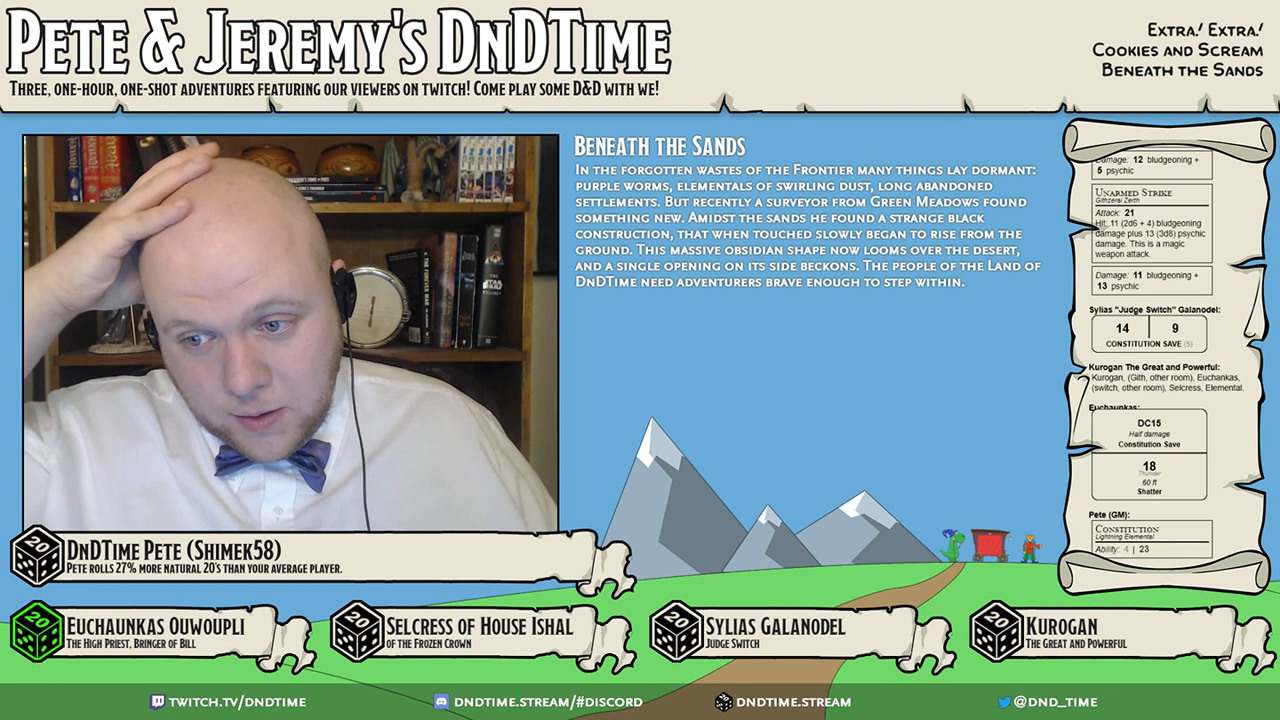 Pete & Jeremy's DnDTime
Three, one-hour, one-shot adventures featuring our viewers on twitch! Come play some D&D with we!
Extra! Extra!
Cookies and Scream
Beneath the Sands
Beneath the Sands
In the forgotten wastes of the Frontier many things lay dormant:
purple worms, elementals of swirling dust, long abandoned
settlements. But recently a surveyor from Green Meadows found
something new. Amidst the sands he found a strange black
construction, that when touched slowly began to rise from the
ground. This massive obsidian shape now looms over the desert,
and a single opening on its side beckons. The people of the Land of
DnDTime need adventurers brave enough to step within.
Damage: 12 bludgeoning +
5 psychic
Unarmed Strike
Githzerai Zerth
Attack: 21
Hit: 11 (2d6 + 4) bludgeoning
damage plus 13 (3d8) psychic
damage. This is a magic
weapon attack.
Damage: 11 bludgeoning +
13 psychic
Sylias "Judge Switch" Galanodel:
14 | 9
CONSTITUTION SAVE (5)
Kurogan The Great and Powerful:
Kurogan, (Gith, other room), Euchankas,
(switch, other room), Selcress, Elemental.
Euchaunkas:
DC15
Half damage
Constitution Save
18
Thunder
60 ft
Shatter
Pete (GM):
Constitution
Lightning Elemental
Ability: 4 | 23
THE FOREVER WAR
STAR WARS
DnDTime Pete (Shimek58)
Pete rolls 27% more natural 20's than your average player.
20
Euchaunkas Ouwoupli
The High Priest, Bringer of Bill
20
Selcress of House Ishal
of the Frozen Crown
20
Sylias Galanodel
Judge Switch
20
Kurogan
The Great and Powerful
20
twitch.tv/dndtime
dndtime.stream/#discord
dndtime.stream
@dnd_time